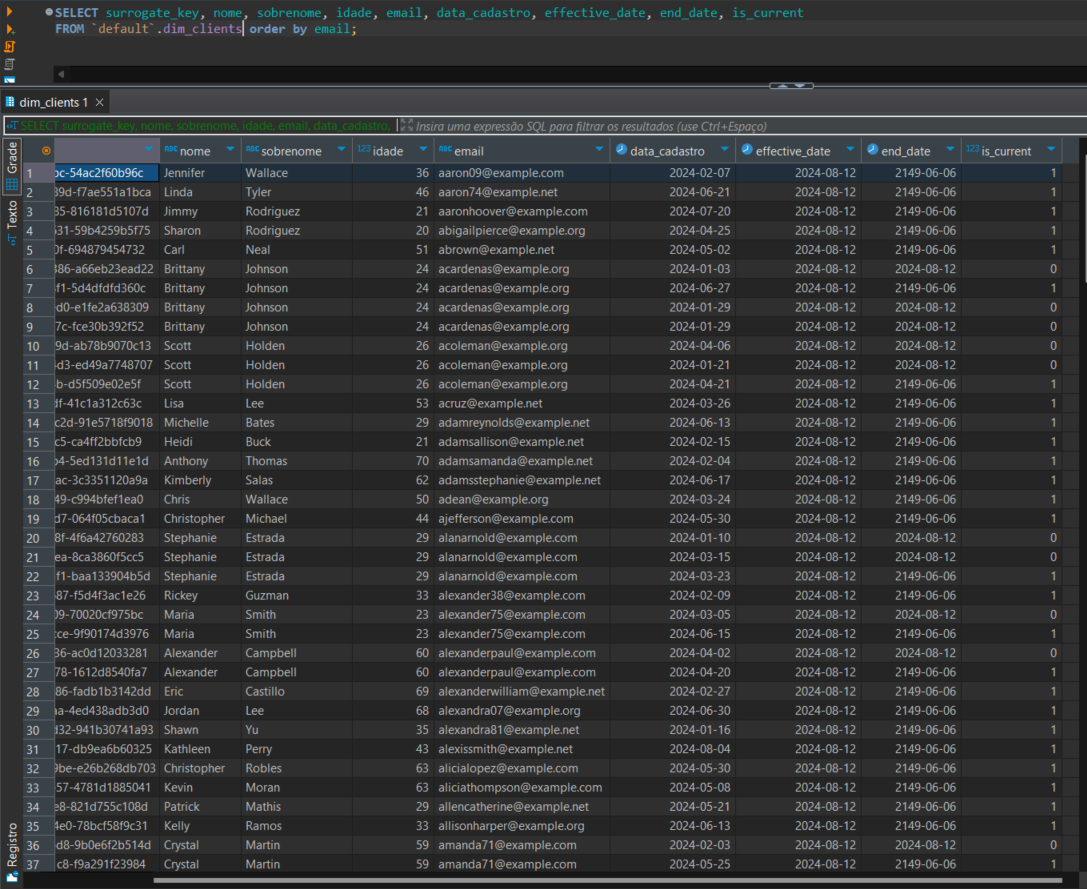 SELECT surrogate_key, nome, sobrenome, idade, email, data_cadastro, effective_date, end_date, is_current
FROM `default`.dim_clients order by email;
dim_clients 1
SELECT surrogate_key, nome, sobrenome, idade, email, data_cadastro, Insira uma expressão SQL para filtrar os resultados (use Ctrl+Espaço)
Grade
Texto
Registro
ABC nome ABC sobrenome 123 idade ABC email data_cadastro effective_date end_date 123 is_current
1 oc-54ac2f60b96c Jennifer Wallace 36 aaron09@example.com 2024-02-07 2024-08-12 2149-06-06 1
2 39d-f7ae551a1bca Linda Tyler 46 aaron74@example.net 2024-06-21 2024-08-12 2149-06-06 1
3 35-816181d5107d Jimmy Rodriguez 21 aaronhoover@example.com 2024-07-20 2024-08-12 2149-06-06 1
4 631-59b4259b5f75 Sharon Rodriguez 20 abigailpierce@example.org 2024-04-25 2024-08-12 2149-06-06 1
5 0f-694879454732 Carl Neal 51 abrown@example.net 2024-05-02 2024-08-12 2149-06-06 1
6 386-a66eb23ead22 Brittany Johnson 24 acardenas@example.org 2024-01-03 2024-08-12 2024-08-12 0
7 f1-5d4dfdfd360c Brittany Johnson 24 acardenas@example.org 2024-06-27 2024-08-12 2149-06-06 1
8 d0-e1fe2a638309 Brittany Johnson 24 acardenas@example.org 2024-01-29 2024-08-12 2024-08-12 0
9 7c-fce30b392f52 Brittany Johnson 24 acardenas@example.org 2024-01-29 2024-08-12 2024-08-12 0
10 9d-ab78b9070c13 Scott Holden 26 acoleman@example.org 2024-04-06 2024-08-12 2024-08-12 0
11 d3-ed49a7748707 Scott Holden 26 acoleman@example.org 2024-01-21 2024-08-12 2024-08-12 0
12 b-d5f509e02e5f Scott Holden 26 acoleman@example.org 2024-04-21 2024-08-12 2149-06-06 1
13 df-41c1a312c63c Lisa Lee 53 acruz@example.net 2024-03-26 2024-08-12 2149-06-06 1
14 c2d-91e5718f9018 Michelle Bates 29 adamreynolds@example.net 2024-06-13 2024-08-12 2149-06-06 1
15 c5-ca4ff2bbfcb9 Heidi Buck 21 adamsallison@example.net 2024-02-15 2024-08-12 2149-06-06 1
16 b4-5ed131d11e1d Anthony Thomas 70 adamsamanda@example.net 2024-02-04 2024-08-12 2149-06-06 1
17 ac-3c3351120a9a Kimberly Salas 62 adamsstephanie@example.net 2024-06-17 2024-08-12 2149-06-06 1
18 49-c994bfef1ea0 Chris Wallace 50 adean@example.org 2024-03-24 2024-08-12 2149-06-06 1
19 d7-064f05cbaca1 Christopher Michael 44 ajefferson@example.com 2024-05-30 2024-08-12 2149-06-06 1
20 8f-4f6a42760283 Stephanie Estrada 29 alanarnold@example.com 2024-01-10 2024-08-12 2024-08-12 0
21 ea-8ca3860f5cc5 Stephanie Estrada 29 alanarnold@example.com 2024-03-15 2024-08-12 2024-08-12 0
22 f1-baa133904b5d Stephanie Estrada 29 alanarnold@example.com 2024-03-23 2024-08-12 2149-06-06 1
23 687-f5d4f3ac1e26 Rickey Guzman 33 alexander38@example.com 2024-02-09 2024-08-12 2149-06-06 1
24 09-70020cf975bc Maria Smith 23 alexander75@example.com 2024-03-05 2024-08-12 2024-08-12 0
25 cce-9f90174d3976 Maria Smith 23 alexander75@example.com 2024-06-15 2024-08-12 2149-06-06 1
26 36-ac0d12033281 Alexander Campbell 60 alexanderpaul@example.com 2024-04-02 2024-08-12 2024-08-12 0
27 78-1612d8540fa7 Alexander Campbell 60 alexanderpaul@example.com 2024-04-20 2024-08-12 2149-06-06 1
28 86-fadb1b3142dd Eric Castillo 69 alexanderwilliam@example.net 2024-02-27 2024-08-12 2149-06-06 1
29 aa-4ed438adb3d0 Jordan Lee 68 alexandra07@example.org 2024-06-30 2024-08-12 2149-06-06 1
30 d32-941b30741a93 Shawn Yu 35 alexandra81@example.net 2024-01-16 2024-08-12 2149-06-06 1
31 17-db9ea6b60325 Kathleen Perry 43 alexissmith@example.net 2024-08-04 2024-08-12 2149-06-06 1
32 9be-e26b268db703 Christopher Robles 63 alicialopez@example.com 2024-05-30 2024-08-12 2149-06-06 1
33 57-4781d1885041 Kevin Moran 63 aliciathompson@example.com 2024-05-08 2024-08-12 2149-06-06 1
34 e8-821d755c108d Patrick Mathis 29 allencatherine@example.net 2024-05-21 2024-08-12 2149-06-06 1
35 4e0-78bcf58f9c31 Kelly Ramos 33 allisonharper@example.org 2024-06-13 2024-08-12 2149-06-06 1
36 d8-9b0e6f2b514d Crystal Martin 59 amanda71@example.com 2024-02-03 2024-08-12 2024-08-12 0
37 c8-f9a291f23984 Crystal Martin 59 amanda71@example.com 2024-05-25 2024-08-12 2149-06-06 1